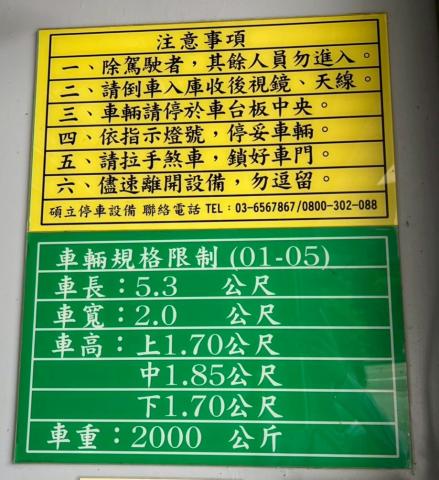 注意事項
一、除駕駛者，其餘人員勿進入。
二、請倒車入庫收後視鏡、天線。
三、車輛請停於車台板中央。
四、依指示燈號，停妥車輛。
五、請拉手煞車，鎖好車門。
六、儘速離開設備，勿逗留。
碩立停車設備 聯絡電話 TEL：03-6567867/0800-302-088
車輛規格限制 (01-05)
車長：5.3 公尺
車寬：2.0 公尺
車高：上1.70公尺
中1.85公尺
下1.70公尺
車重：2000 公斤